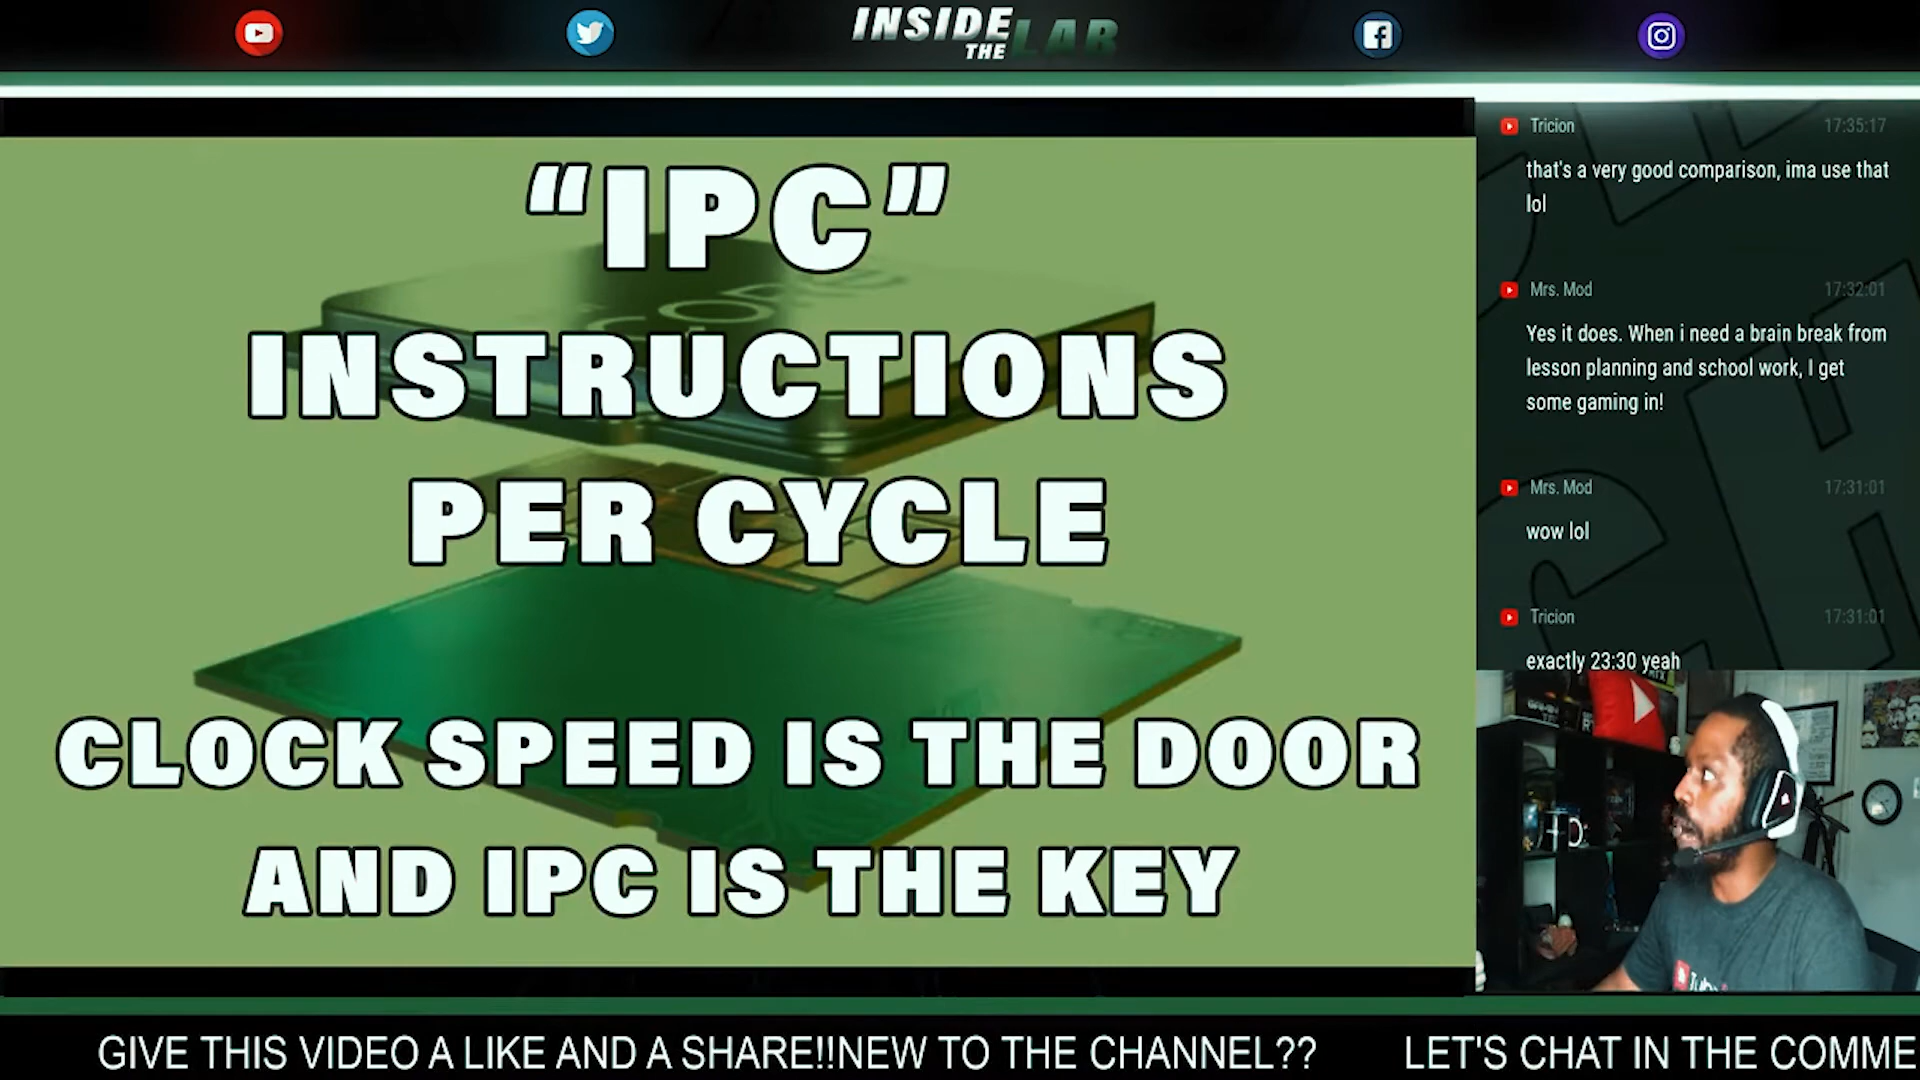 INSIDE
THE LAB
"IPC"
CORE
INSTRUCTIONS
PER CYCLE
CLOCK SPEED IS THE DOOR
AND IPC IS THE KEY
Tricion 17:35:17
that's a very good comparison, ima use that
lol
Mrs. Mod 17:32:01
Yes it does. When i need a brain break from
lesson planning and school work, I get
some gaming in!
Mrs. Mod 17:31:01
wow lol
Tricion 17:31:01
exactly 23:30 yeah
GIVE THIS VIDEO A LIKE AND A SHARE!!NEW TO THE CHANNEL?? LET'S CHAT IN THE COMME